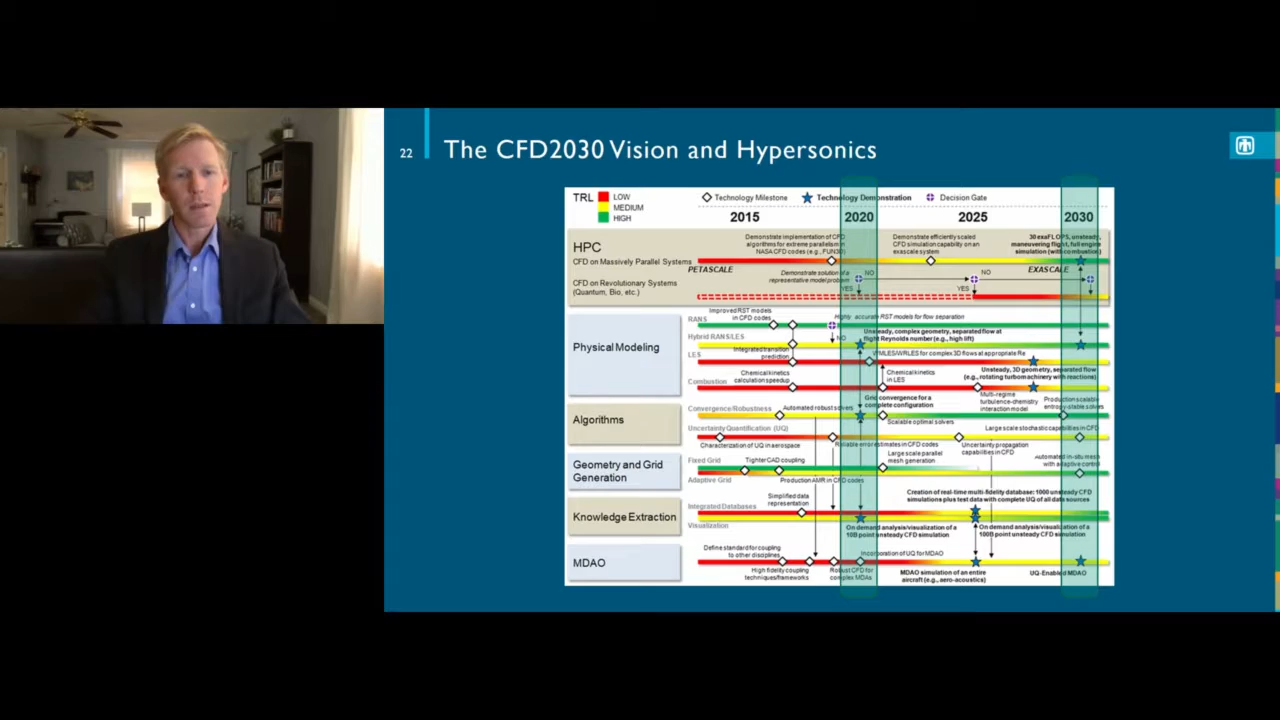 22
The CFD2030 Vision and Hypersonics
TRL
LOW
MEDIUM
HIGH
Technology Milestone
Technology Demonstration
Decision Gate
2015
2020
2025
2030
HPC
CFD on Massively Parallel Systems
CFD on Revolutionary Systems
(Quantum, Bio, etc.)
PETASCALE
Demonstrate implementation of CFD
algorithms for extreme parallelism in
NASA CFD codes (e.g., FUN3D)
Demonstrate efficiently scaled
CFD simulation capability on an
exascale system
30 exaFLOPS, unsteady,
maneuvering flight, full engine
simulation (with combustion)
Demonstrate solution of a
representative model problem
NO
YES
NO
YES
EXASCALE
Physical Modeling
RANS
Improved RST models
in CFD codes
Highly accurate RST models for flow separation
Hybrid RANS/LES
NO
Unsteady, complex geometry, separated flow at
flight Reynolds number (e.g., high lift)
LES
Integrated transition
prediction
WMLES/WRLES for complex 3D flows at appropriate Re
Combustion
Chemical kinetics
calculation speedup
Chemical kinetics
in LES
Unsteady, 3D geometry, separated flow
(e.g., rotating turbomachinery with reactions)
Algorithms
Convergence/Robustness
Automated robust solvers
Grid convergence for a
complete configuration
Multi-regime
turbulence-chemistry
interaction model
Production scalable
entropy-stable solvers
Scalable optimal solvers
Uncertainty Quantification (UQ)
Characterization of UQ in aerospace
Reliable error estimates in CFD codes
Large scale stochastic capabilities in CFD
Uncertainty propagation
capabilities in CFD
Geometry and Grid
Generation
Fixed Grid
Tighter CAD coupling
Large scale parallel
mesh generation
Automated in-situ mesh
with adaptive control
Adaptive Grid
Production AMR in CFD codes
Knowledge Extraction
Integrated Databases
Simplified data
representation
Creation of real-time multi-fidelity database: 1000 unsteady CFD
simulations plus test data with complete UQ of all data sources
Visualization
On demand analysis/visualization of a
10B point unsteady CFD simulation
On demand analysis/visualization of a
100B point unsteady CFD simulation
MDAO
Define standard for coupling
to other disciplines
Incorporation of UQ for MDAO
High fidelity coupling
techniques/frameworks
Robust CFD for
complex MDAs
MDAO simulation of an entire
aircraft (e.g., aero-acoustics)
UQ-Enabled MDAO